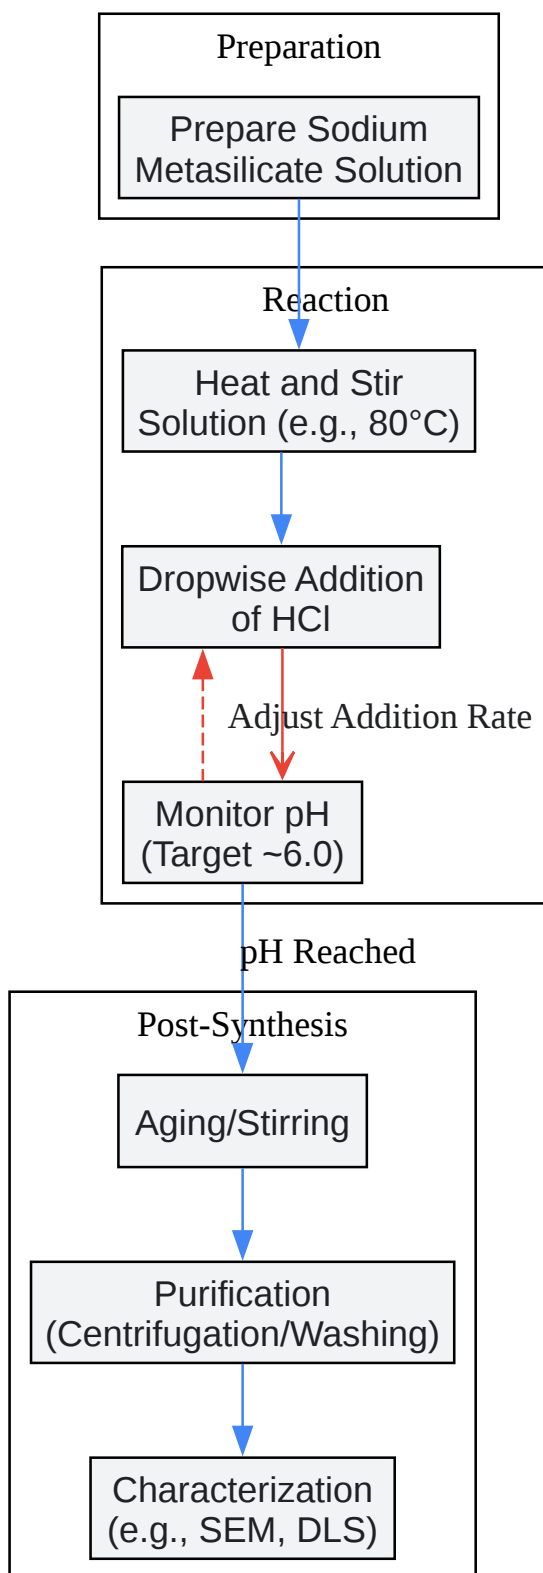 Preparation
Prepare Sodium
Metasilicate Solution
Reaction
Heat and Stir
Solution (e.g., 80°C)
Dropwise Addition
of HCl
Adjust Addition Rate
Monitor pH
(Target ~6.0)
pH Reached
Post-Synthesis
Aging/Stirring
Purification
(Centrifugation/Washing)
Characterization
(e.g., SEM, DLS)